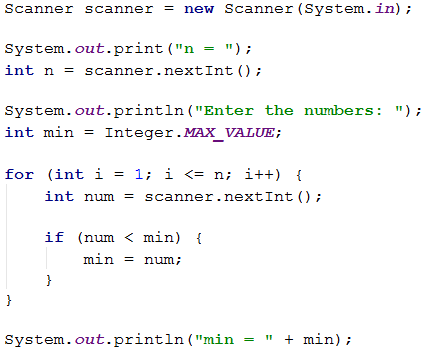 Scanner scanner = new Scanner(System.in);
System.out.print("n = ");
int n = scanner.nextInt();
System.out.println("Enter the numbers: ");
int min = Integer.MAX_VALUE;
for (int i = 1; i <= n; i++) {
    int num = scanner.nextInt();
    if (num < min) {
        min = num;
    }
}
System.out.println("min = " + min);